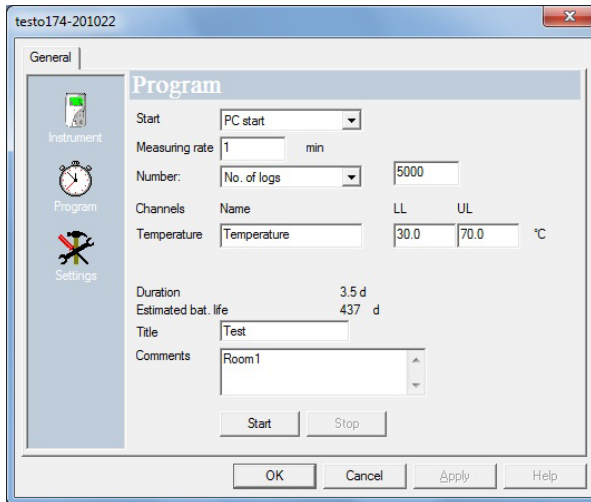 testo174-201022
General
Instrument
Program
Settings
Program
Start PC start
Measuring rate 1 min
Number: No. of logs 5000
Channels Name LL UL
Temperature Temperature 30.0 70.0 °C
Duration 3.5 d
Estimated bat. life 437 d
Title Test
Comments Room1
Start Stop
OK Cancel Apply Help